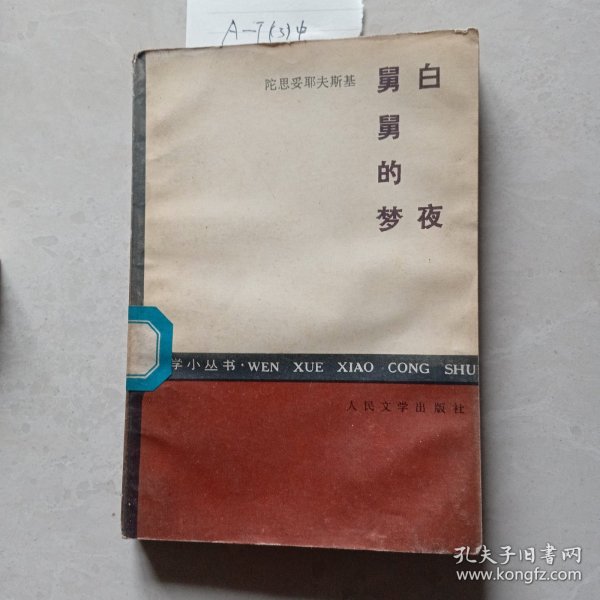 A-7(3)中
陀思妥耶夫斯基
白夜
舅舅的梦
学小丛书·WEN XUE XIAO CONG SHU
人民文学出版社
孔夫子旧书网
www.kongfz.com